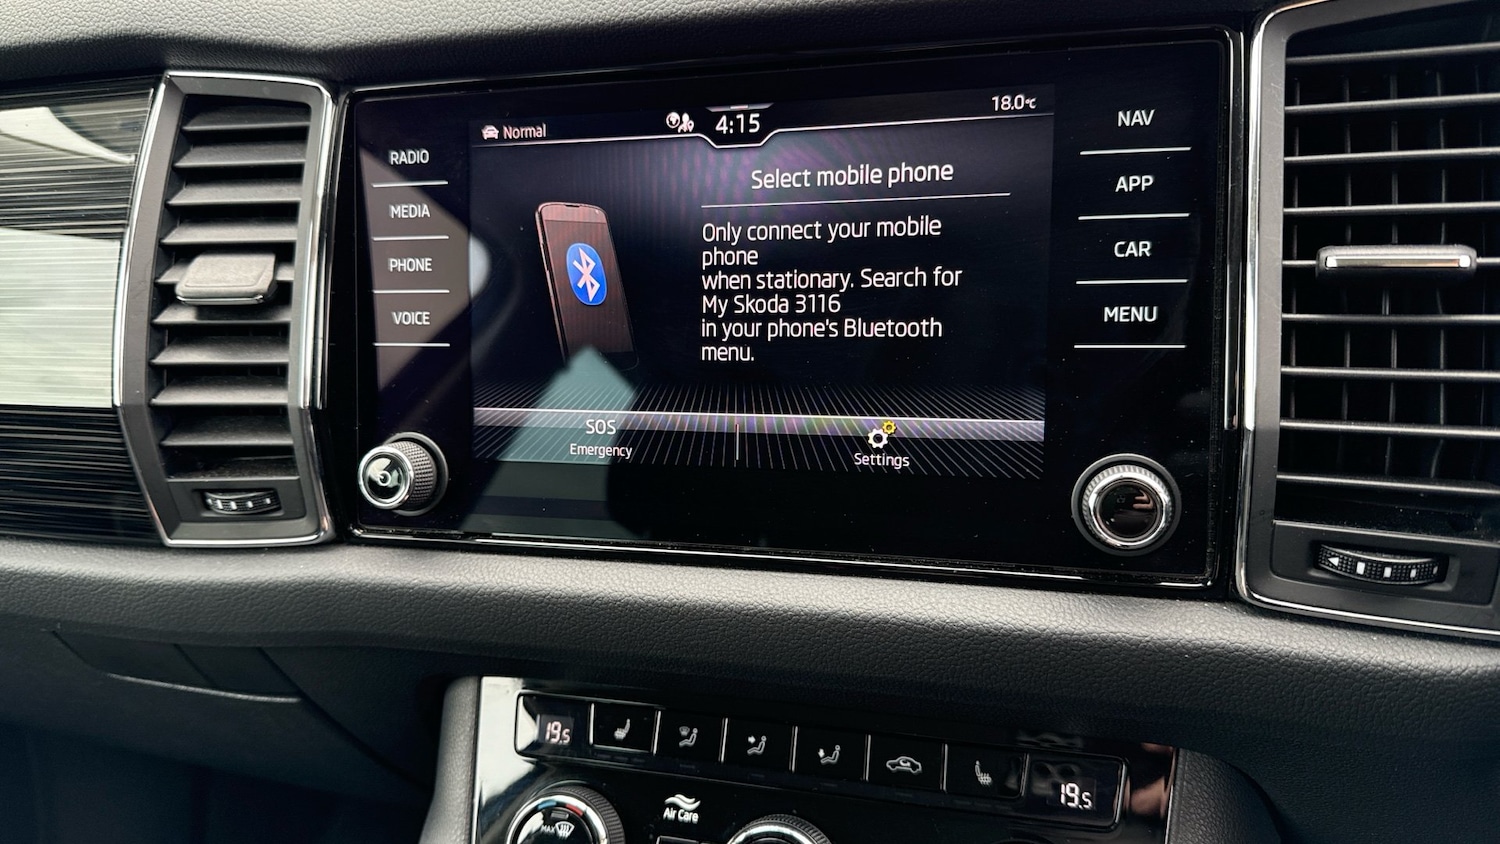 Normal
4:15
18.0°C
RADIO
MEDIA
PHONE
VOICE
Select mobile phone
Only connect your mobile
phone
when stationary. Search for
My Skoda 3116
in your phone's Bluetooth
menu.
SOS
Emergency
Settings
NAV
APP
CAR
MENU
19.5
19.5
MAX
Air Care